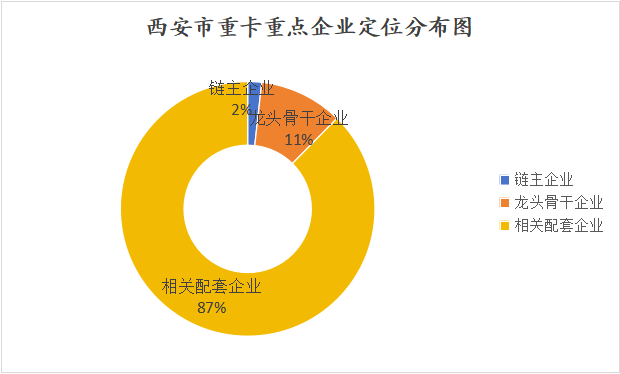 西安市重卡重点企业定位分布图
链主企业
2%
龙头骨干企业
11%
相关配套企业
87%
链主企业
龙头骨干企业
相关配套企业